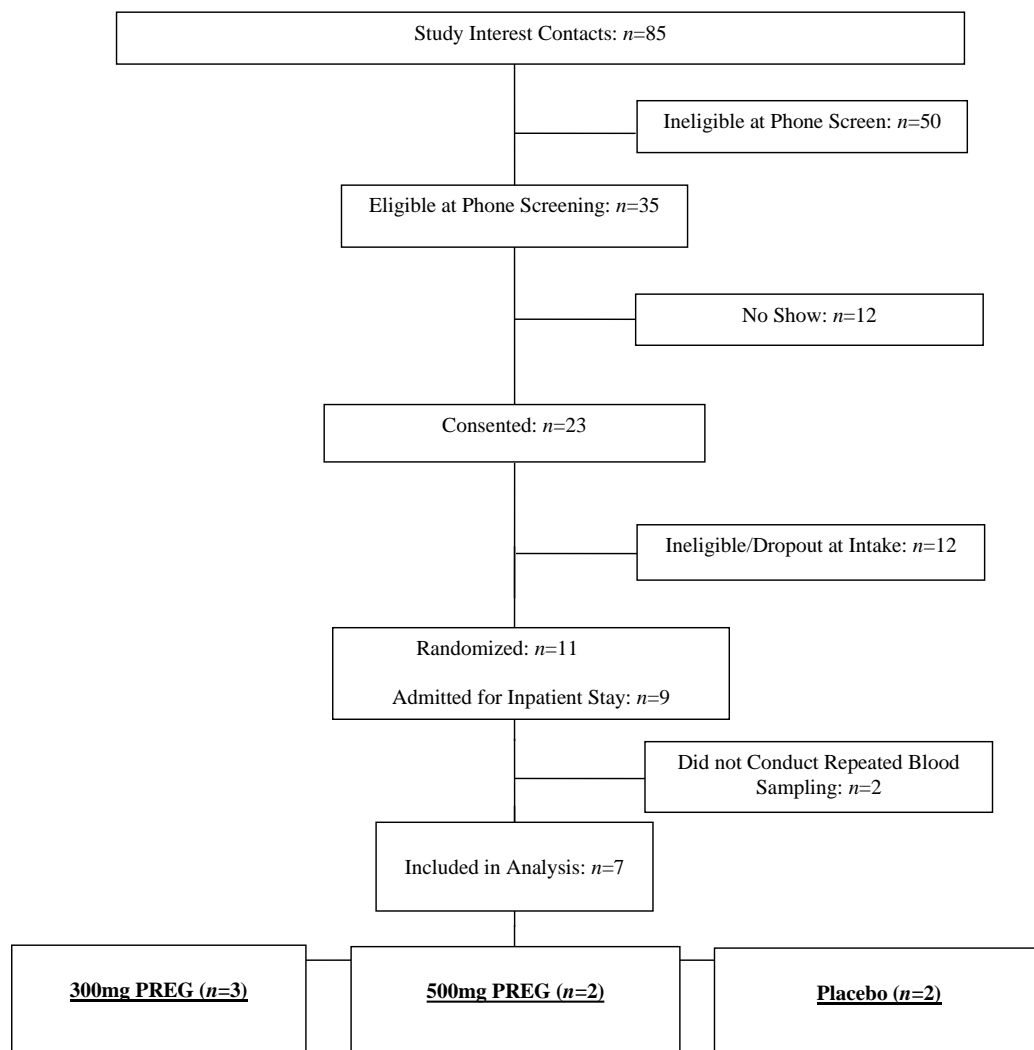 Study Interest Contacts: n=85
Ineligible at Phone Screen: n=50
Eligible at Phone Screening: n=35
No Show: n=12
Consented: n=23
Ineligible/Dropout at Intake: n=12
Randomized: n=11
Admitted for Inpatient Stay: n=9
Did not Conduct Repeated Blood
Sampling: n=2
Included in Analysis: n=7
300mg PREG (n=3)
500mg PREG (n=2)
Placebo (n=2)